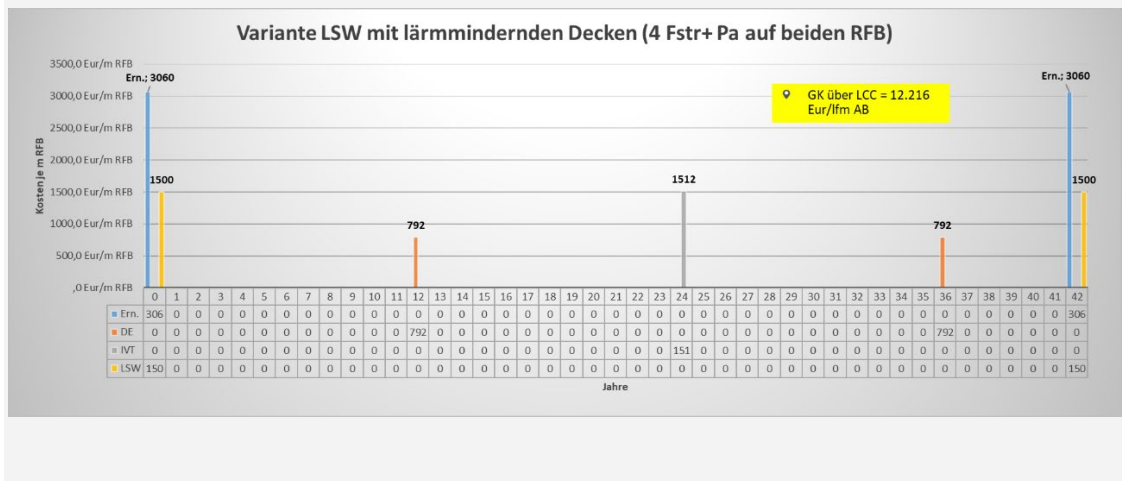 Variante LSW mit lärmmindernden Decken (4 Fstr+ Pa auf beiden RFB)
3500,0 Eur/m RFB
Ern.; 3060
Ern.; 3060
3000,0 Eur/m RFB
GK über LCC = 12.216
Eur/lfm AB
2500,0 Eur/m RFB
2000,0 Eur/m RFB
Kosten je m RFB
1500
1512
1500
1500,0 Eur/m RFB
1000,0 Eur/m RFB
792
792
500,0 Eur/m RFB
,0 Eur/m RFB
0 1 2 3 4 5 6 7 8 9 10 11 12 13 14 15 16 17 18 19 20 21 22 23 24 25 26 27 28 29 30 31 32 33 34 35 36 37 38 39 40 41 42
Ern. 306 0 0 0 0 0 0 0 0 0 0 0 0 0 0 0 0 0 0 0 0 0 0 0 0 0 0 0 0 0 0 0 0 0 0 0 0 0 0 0 0 0 306
DE 0 0 0 0 0 0 0 0 0 0 0 0 792 0 0 0 0 0 0 0 0 0 0 0 0 0 0 0 0 0 0 0 0 0 0 0 792 0 0 0 0 0 0
IVT 0 0 0 0 0 0 0 0 0 0 0 0 0 0 0 0 0 0 0 0 0 0 0 0 151 0 0 0 0 0 0 0 0 0 0 0 0 0 0 0 0 0 0
LSW 150 0 0 0 0 0 0 0 0 0 0 0 0 0 0 0 0 0 0 0 0 0 0 0 0 0 0 0 0 0 0 0 0 0 0 0 0 0 0 0 0 0 150
Jahre